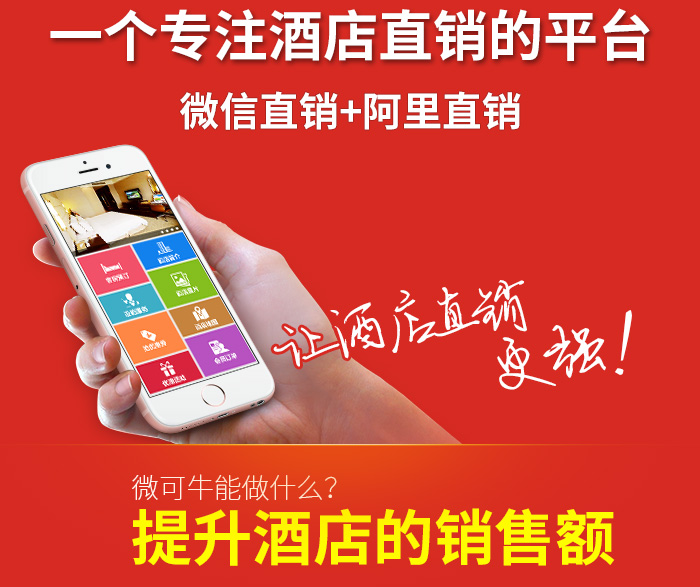 一个专注酒店直销的平台
微信直销+阿里直销
让酒店直销
更强!
微可牛能做什么?
提升酒店的销售额